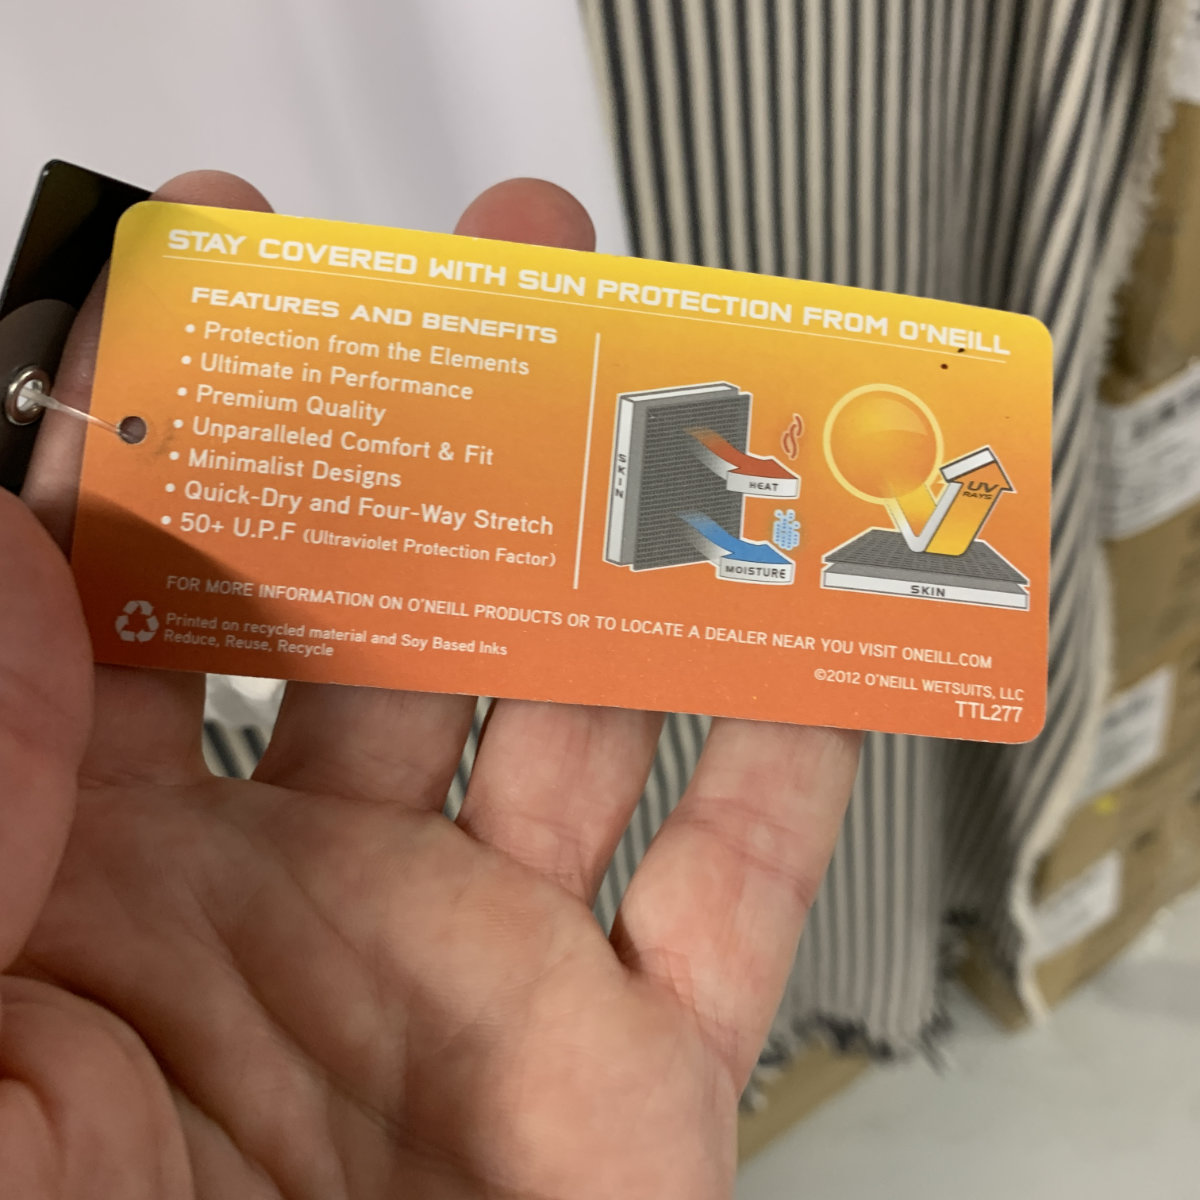 STAY COVERED WITH SUN PROTECTION FROM O'NEILL
FEATURES AND BENEFITS
• Protection from the Elements
• Ultimate in Performance
• Premium Quality
• Unparalleled Comfort & Fit
• Minimalist Designs
• Quick-Dry and Four-Way Stretch
• 50+ U.P.F (Ultraviolet Protection Factor)
SKIN
HEAT
MOISTURE
UV
RAYS
SKIN
FOR MORE INFORMATION ON O'NEILL PRODUCTS OR TO LOCATE A DEALER NEAR YOU VISIT ONEILL.COM
Printed on recycled material and Soy Based Inks
Reduce, Reuse, Recycle
©2012 O'NEILL WETSUITS, LLC
TTL277